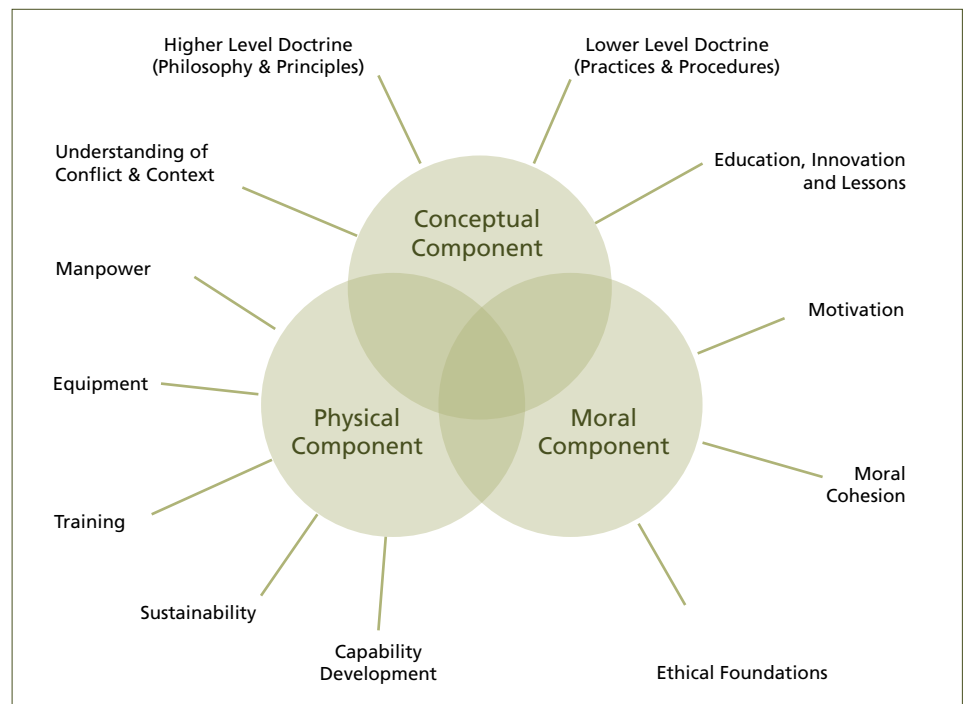 Higher Level Doctrine
(Philosophy & Principles)
Lower Level Doctrine
(Practices & Procedures)
Understanding of
Conflict & Context
Education, Innovation
and Lessons
Conceptual
Component
Manpower
Motivation
Equipment
Physical
Component
Moral
Component
Moral
Cohesion
Training
Sustainability
Capability
Development
Ethical Foundations